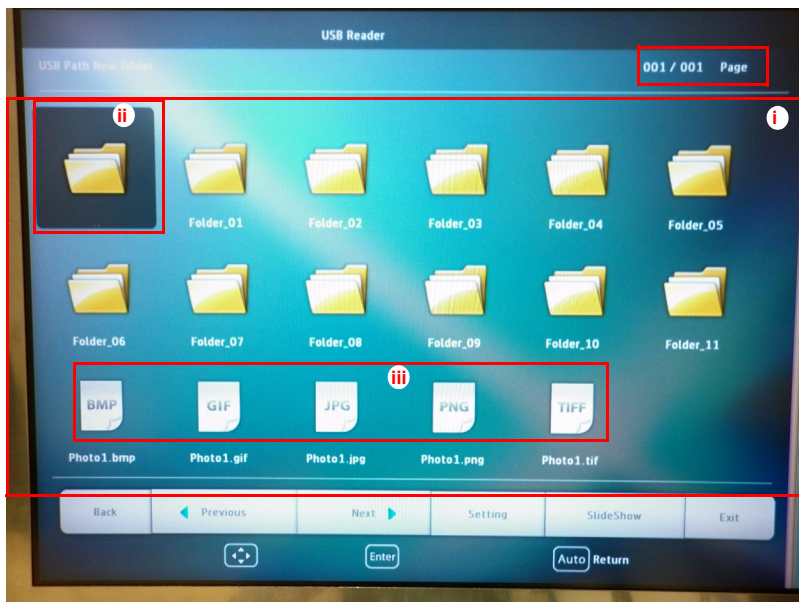 USB Reader
USB Path New folder
001 / 001 Page
i
ii
..
Folder_01
Folder_02
Folder_03
Folder_04
Folder_05
Folder_06
Folder_07
Folder_08
Folder_09
Folder_10
Folder_11
iii
BMP
GIF
JPG
PNG
TIFF
Photo1.bmp
Photo1.gif
Photo1.jpg
Photo1.png
Photo1.tif
Back
Previous
Next
Setting
SlideShow
Exit
Enter
Auto Return